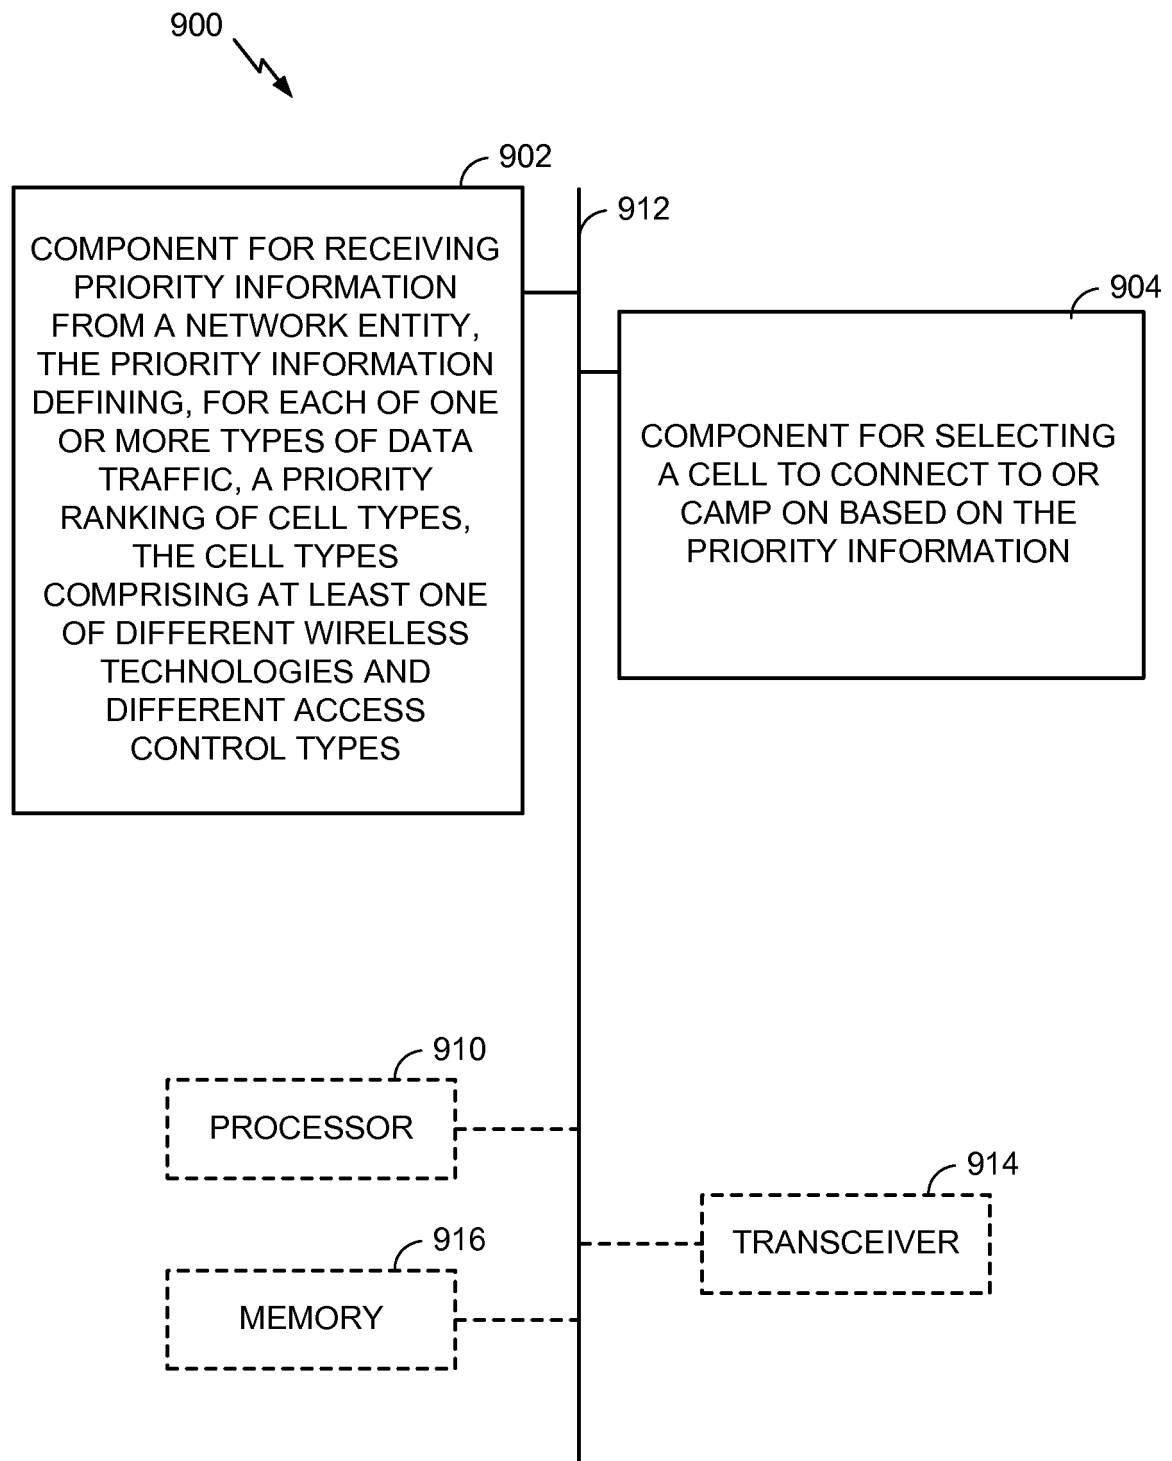 900
902
912
COMPONENT FOR RECEIVING
PRIORITY INFORMATION
FROM A NETWORK ENTITY,
THE PRIORITY INFORMATION
DEFINING, FOR EACH OF ONE
OR MORE TYPES OF DATA
TRAFFIC, A PRIORITY
RANKING OF CELL TYPES,
THE CELL TYPES
COMPRISING AT LEAST ONE
OF DIFFERENT WIRELESS
TECHNOLOGIES AND
DIFFERENT ACCESS
CONTROL TYPES
904
COMPONENT FOR SELECTING
A CELL TO CONNECT TO OR
CAMP ON BASED ON THE
PRIORITY INFORMATION
910
PROCESSOR
914
TRANSCEIVER
916
MEMORY